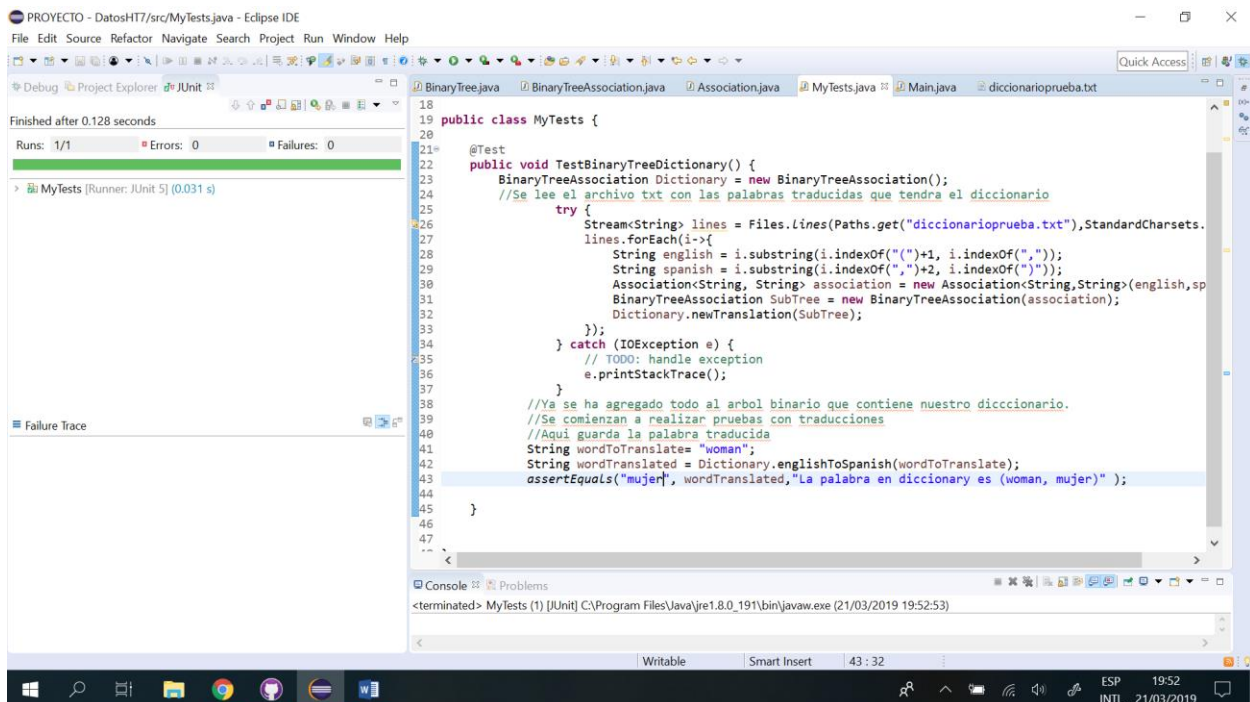 PROYECTO - DatosHT7/src/MyTests.java - Eclipse IDE
File Edit Source Refactor Navigate Search Project Run Window Help
Quick Access
Debug Project Explorer JUnit
Finished after 0.128 seconds
Runs: 1/1 Errors: 0 Failures: 0
MyTests [Runner: JUnit 5] (0.031 s)
Failure Trace
BinaryTree.java BinaryTreeAssociation.java Association.java MyTests.java Main.java diccionarioprueba.txt
18
19 public class MyTests {
20
21 @Test
22 public void TestBinaryTreeDictionary() {
23 BinaryTreeAssociation Dictionary = new BinaryTreeAssociation();
24 //Se lee el archivo txt con las palabras traducidas que tendra el diccionario
25 try {
26 Stream<String> lines = Files.lines(Paths.get("diccionarioprueba.txt"),StandardCharsets.
27 lines.forEach(i->{
28 String english = i.substring(i.indexOf("(")+1, i.indexOf(","));
29 String spanish = i.substring(i.indexOf(",")+2, i.indexOf(")"));
30 Association<String, String> association = new Association<String,String>(english,sp
31 BinaryTreeAssociation SubTree = new BinaryTreeAssociation(association);
32 Dictionary.newTranslation(SubTree);
33 });
34 } catch (IOException e) {
35 // TODO: handle exception
36 e.printStackTrace();
37 }
38 //Ya se ha agregado todo al arbol binario que contiene nuestro dicccionario.
39 //Se comienzan a realizar pruebas con traducciones
40 //Aqui guarda la palabra traducida
41 String wordToTranslate= "woman";
42 String wordTranslated = Dictionary.englishToSpanish(wordToTranslate);
43 assertEquals("mujer", wordTranslated,"La palabra en diccionary es (woman, mujer)" );
44
45 }
46
47
Console Problems
<terminated> MyTests (1) [JUnit] C:\Program Files\Java\jre1.8.0_191\bin\javaw.exe (21/03/2019 19:52:53)
Writable Smart Insert 43 : 32
ESP 19:52
INTL 21/03/2019